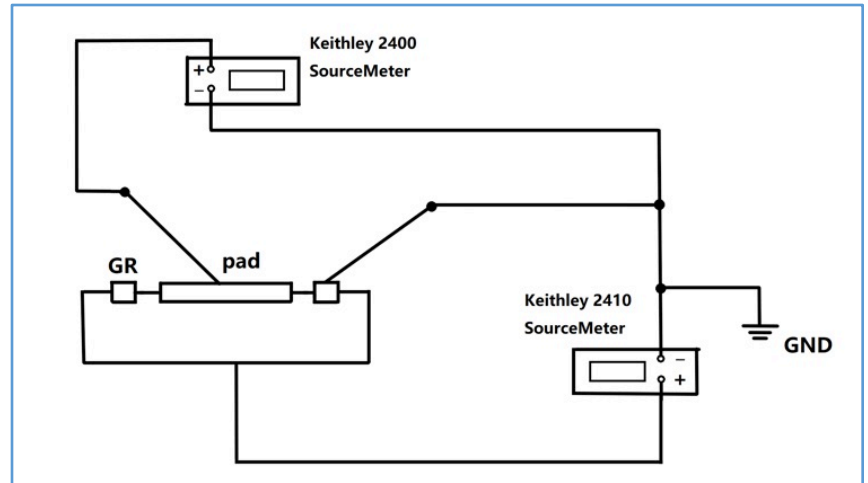 Keithley 2400
SourceMeter
+
−
GR
pad
Keithley 2410
SourceMeter
−
+
GND